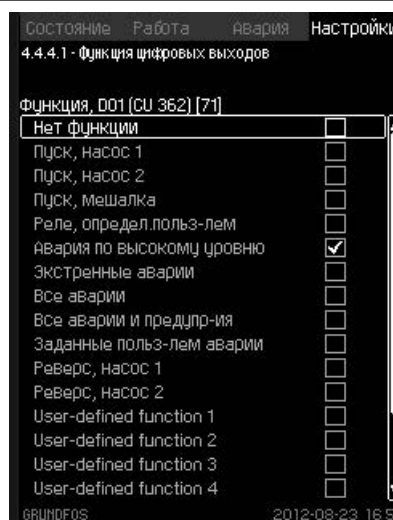 Состояние Работа Авария Настройки
4.4.4.1 - Функция цифровых выходов
Функция, DO1 (CU 362) [71]
Нет функции
Пуск, насос 1
Пуск, насос 2
Пуск, мешалка
Реле, определ.польз-лем
Авария по высокому уровню
Экстренные аварии
Все аварии
Все аварии и предупр-ия
Заданные польз-лем аварии
Реверс, насос 1
Реверс, насос 2
User-defined function 1
User-defined function 2
User-defined function 3
User-defined function 4
GRUNDFOS 2012-08-23 16:5